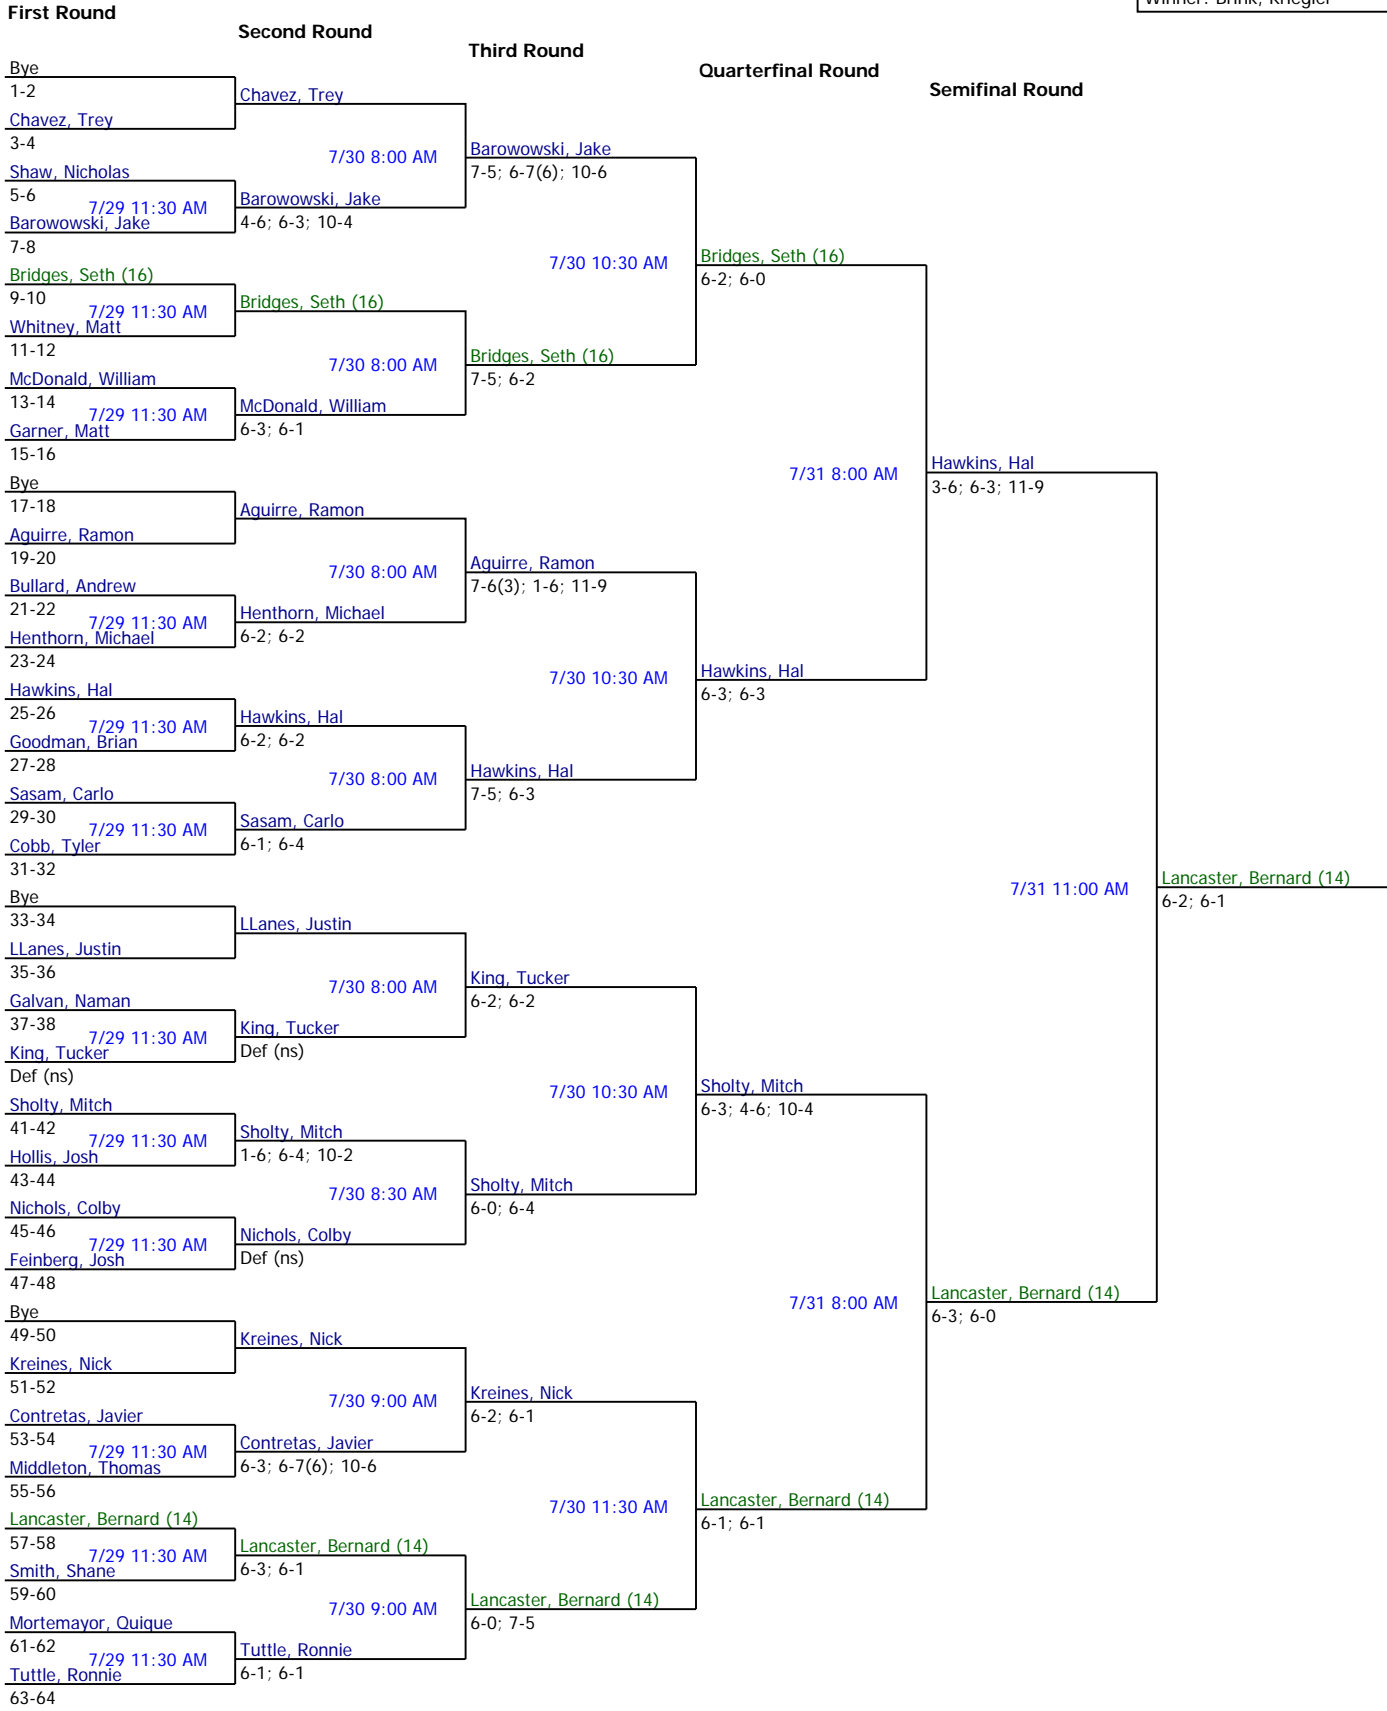 Winner: Brink, Kriegler
First Round
Second Round
Third Round
Quarterfinal Round
Semifinal Round
Bye
1-2
Chavez, Trey
3-4
Shaw, Nicholas
5-6
7/29 11:30 AM
Barowowski, Jake
7-8
Bridges, Seth (16)
9-10
7/29 11:30 AM
Whitney, Matt
11-12
McDonald, William
13-14
7/29 11:30 AM
Garner, Matt
15-16
Bye
17-18
Aguirre, Ramon
19-20
Bullard, Andrew
21-22
7/29 11:30 AM
Henthorn, Michael
23-24
Hawkins, Hal
25-26
7/29 11:30 AM
Goodman, Brian
27-28
Sasam, Carlo
29-30
7/29 11:30 AM
Cobb, Tyler
31-32
Bye
33-34
LLanes, Justin
35-36
Galvan, Naman
37-38
7/29 11:30 AM
King, Tucker
Def (ns)
Sholty, Mitch
41-42
7/29 11:30 AM
Hollis, Josh
43-44
Nichols, Colby
45-46
7/29 11:30 AM
Feinberg, Josh
47-48
Bye
49-50
Kreines, Nick
51-52
Contretas, Javier
53-54
7/29 11:30 AM
Middleton, Thomas
55-56
Lancaster, Bernard (14)
57-58
7/29 11:30 AM
Smith, Shane
59-60
Mortemayor, Quique
61-62
7/29 11:30 AM
Tuttle, Ronnie
63-64
Chavez, Trey
7/30 8:00 AM
Barowowski, Jake
4-6; 6-3; 10-4
Bridges, Seth (16)
7/30 8:00 AM
McDonald, William
6-3; 6-1
Aguirre, Ramon
7/30 8:00 AM
Henthorn, Michael
6-2; 6-2
Hawkins, Hal
6-2; 6-2
7/30 8:00 AM
Sasam, Carlo
6-1; 6-4
LLanes, Justin
7/30 8:00 AM
King, Tucker
Def (ns)
Sholty, Mitch
1-6; 6-4; 10-2
7/30 8:30 AM
Nichols, Colby
Def (ns)
Kreines, Nick
7/30 9:00 AM
Contretas, Javier
6-3; 6-7(6); 10-6
Lancaster, Bernard (14)
6-3; 6-1
7/30 9:00 AM
Tuttle, Ronnie
6-1; 6-1
Barowowski, Jake
7-5; 6-7(6); 10-6
7/30 10:30 AM
Bridges, Seth (16)
7-5; 6-2
Aguirre, Ramon
7-6(3); 1-6; 11-9
7/30 10:30 AM
Hawkins, Hal
7-5; 6-3
King, Tucker
6-2; 6-2
7/30 10:30 AM
Sholty, Mitch
6-0; 6-4
Kreines, Nick
6-2; 6-1
7/30 11:30 AM
Lancaster, Bernard (14)
6-0; 7-5
Bridges, Seth (16)
6-2; 6-0
7/31 8:00 AM
Hawkins, Hal
6-3; 6-3
Sholty, Mitch
6-3; 4-6; 10-4
7/31 8:00 AM
Lancaster, Bernard (14)
6-1; 6-1
Hawkins, Hal
3-6; 6-3; 11-9
7/31 11:00 AM
Lancaster, Bernard (14)
6-3; 6-0
Lancaster, Bernard (14)
6-2; 6-1